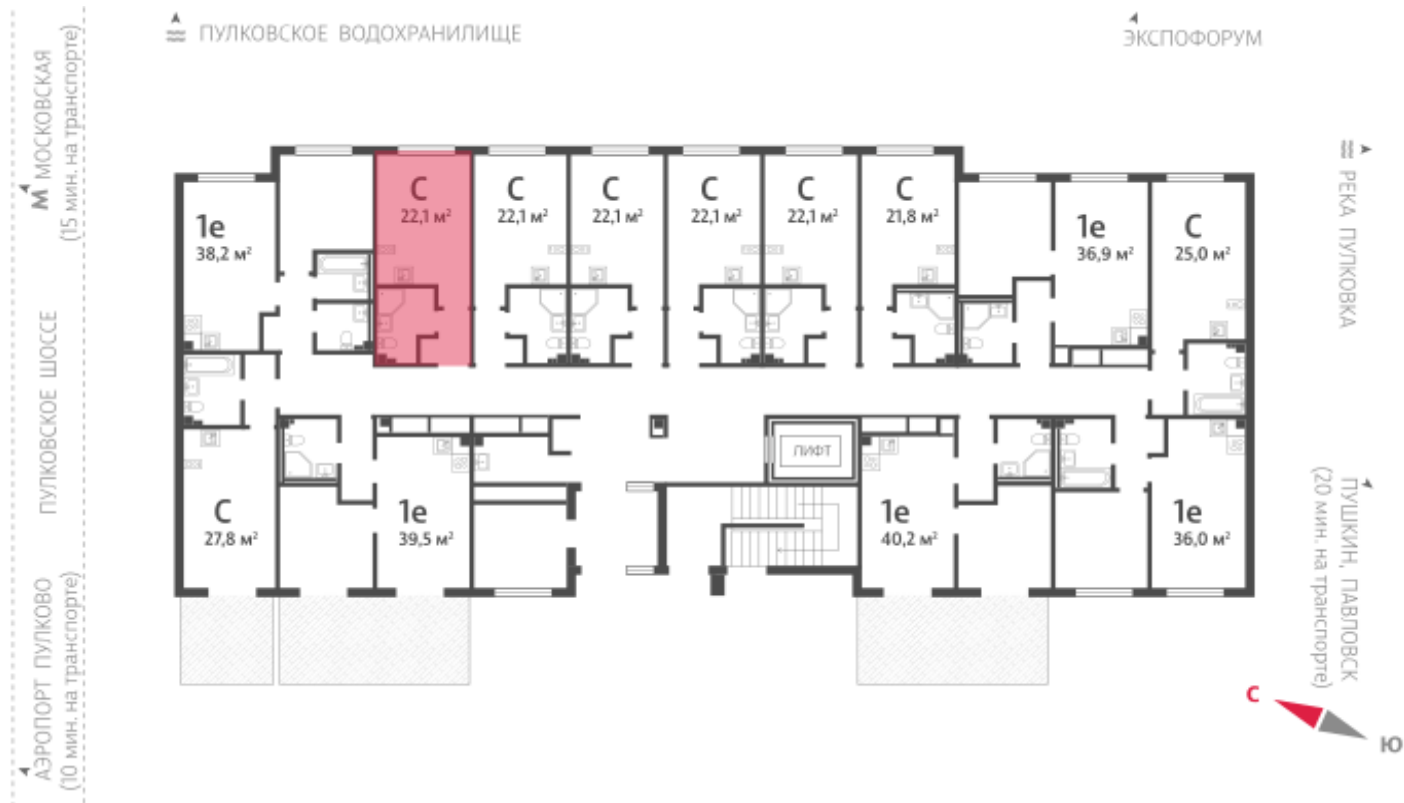 ПУЛКОВСКОЕ ВОДОХРАНИЛИЩЕ
ЭКСПОФОРУМ
М МОСКОВСКАЯ
(15 мин. на транспорте)
ПУЛКОВСКОЕ ШОССЕ
АЭРОПОРТ ПУЛКОВО
(10 мин. на транспорте)
1е
38,2 м²
С
22,1 м²
С
22,1 м²
С
22,1 м²
С
22,1 м²
С
22,1 м²
С
21,8 м²
1е
36,9 м²
С
25,0 м²
С
27,8 м²
1е
39,5 м²
ЛИФТ
1е
40,2 м²
1е
36,0 м²
РЕКА ПУЛКОВКА
ПУШКИН, ПАВЛОВСК
(20 мин. на транспорте)
С
Ю